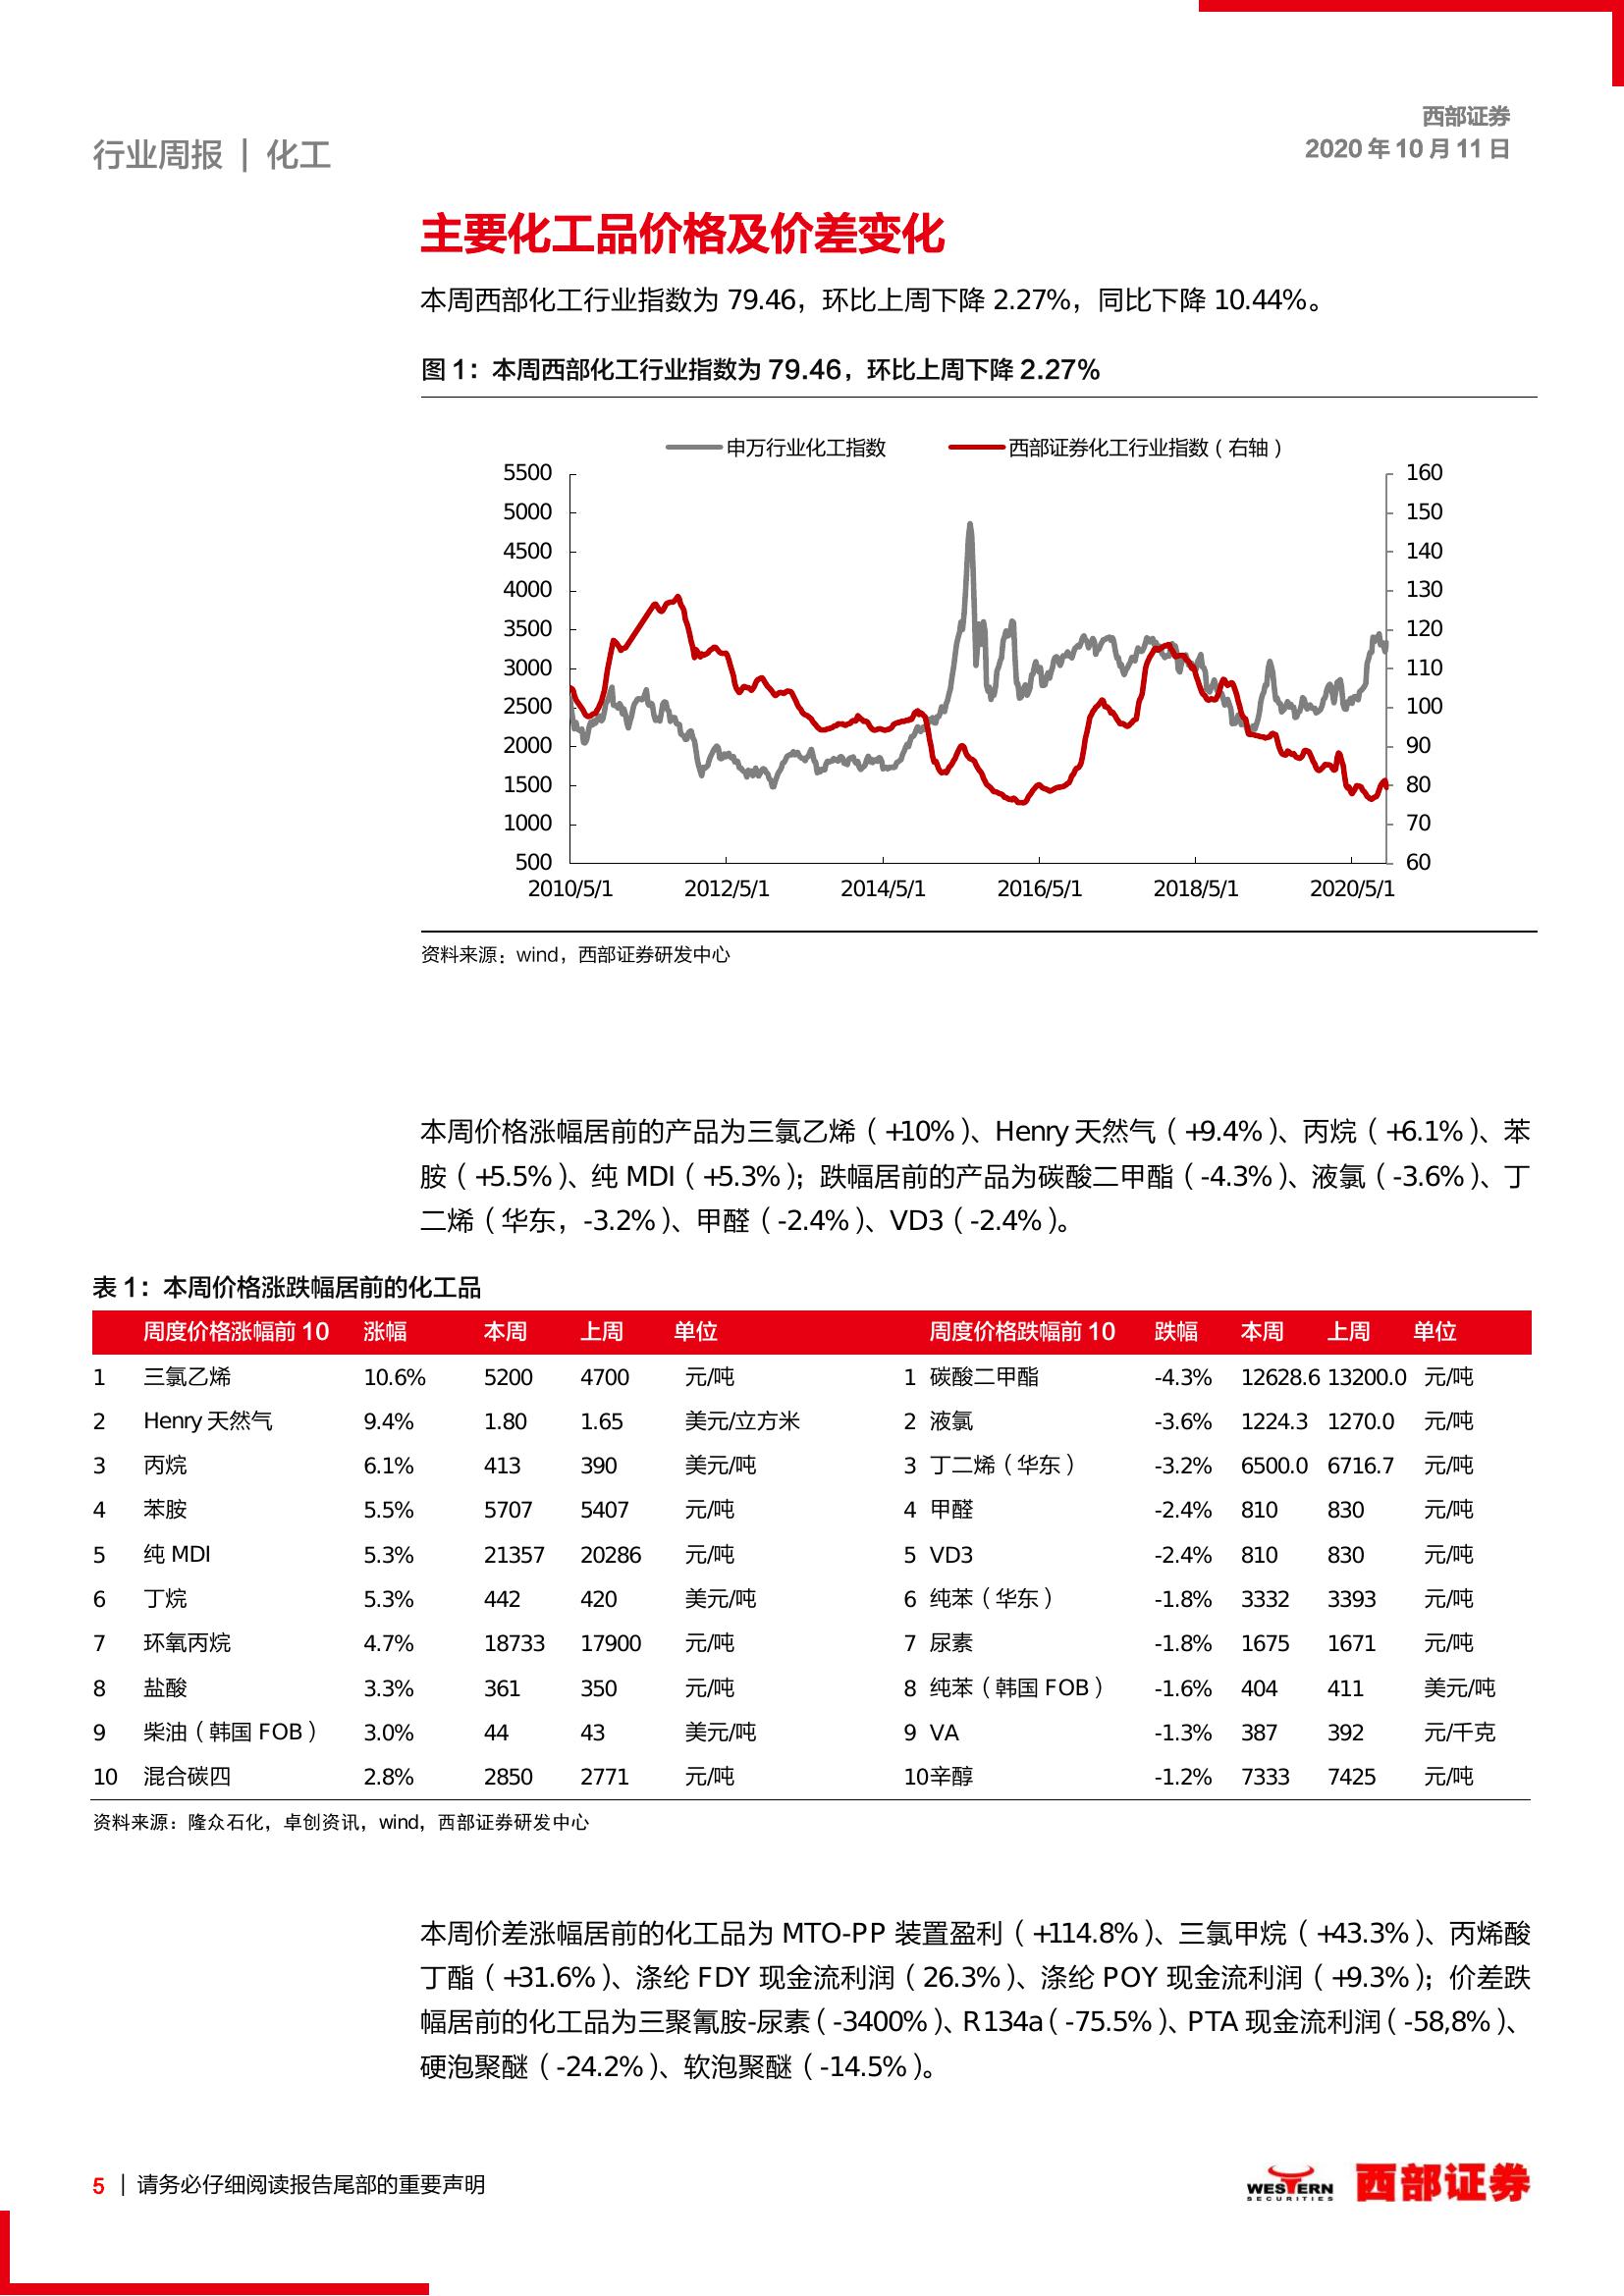 西部证券
行业周报 | 化工
2020 年 10 月 11 日
主要化工品价格及价差变化
本周西部化工行业指数为 79.46，环比上周下降 2.27%，同比下降 10.44%。
图 1：本周西部化工行业指数为 79.46，环比上周下降 2.27%
申万行业化工指数 西部证券化工行业指数（右轴）
5500 160
5000 150
4500 140
4000 130
3500 120
3000 110
2500 100
2000 90
1500 80
1000 70
500 60
2010/5/1 2012/5/1 2014/5/1 2016/5/1 2018/5/1 2020/5/1
资料来源：wind，西部证券研发中心
本周价格涨幅居前的产品为三氯乙烯（+10%）、Henry 天然气（+9.4%）、丙烷（+6.1%）、苯
胺（+5.5%）、纯 MDI（+5.3%）；跌幅居前的产品为碳酸二甲酯（-4.3%）、液氯（-3.6%）、丁
二烯（华东，-3.2%）、甲醛（-2.4%）、VD3（-2.4%）。
表 1：本周价格涨跌幅居前的化工品
周度价格涨幅前 10 涨幅 本周 上周 单位 周度价格跌幅前 10 跌幅 本周 上周 单位
1 三氯乙烯 10.6% 5200 4700 元/吨 1 碳酸二甲酯 -4.3% 12628.6 13200.0 元/吨
2 Henry 天然气 9.4% 1.80 1.65 美元/立方米 2 液氯 -3.6% 1224.3 1270.0 元/吨
3 丙烷 6.1% 413 390 美元/吨 3 丁二烯（华东） -3.2% 6500.0 6716.7 元/吨
4 苯胺 5.5% 5707 5407 元/吨 4 甲醛 -2.4% 810 830 元/吨
5 纯 MDI 5.3% 21357 20286 元/吨 5 VD3 -2.4% 810 830 元/吨
6 丁烷 5.3% 442 420 美元/吨 6 纯苯（华东） -1.8% 3332 3393 元/吨
7 环氧丙烷 4.7% 18733 17900 元/吨 7 尿素 -1.8% 1675 1671 元/吨
8 盐酸 3.3% 361 350 元/吨 8 纯苯（韩国 FOB） -1.6% 404 411 美元/吨
9 柴油（韩国 FOB） 3.0% 44 43 美元/吨 9 VA -1.3% 387 392 元/千克
10 混合碳四 2.8% 2850 2771 元/吨 10 辛醇 -1.2% 7333 7425 元/吨
资料来源：隆众石化，卓创资讯，wind，西部证券研发中心
本周价差涨幅居前的化工品为 MTO-PP 装置盈利（+114.8%）、三氯甲烷（+43.3%）、丙烯酸
丁酯（+31.6%）、涤纶 FDY 现金流利润（26.3%）、涤纶 POY 现金流利润（+9.3%）；价差跌
幅居前的化工品为三聚氰胺-尿素（-3400%）、R134a（-75.5%）、PTA 现金流利润（-58,8%）、
硬泡聚醚（-24.2%）、软泡聚醚（-14.5%）。
5 | 请务必仔细阅读报告尾部的重要声明
WESTERN
SECURITIES
西部证券